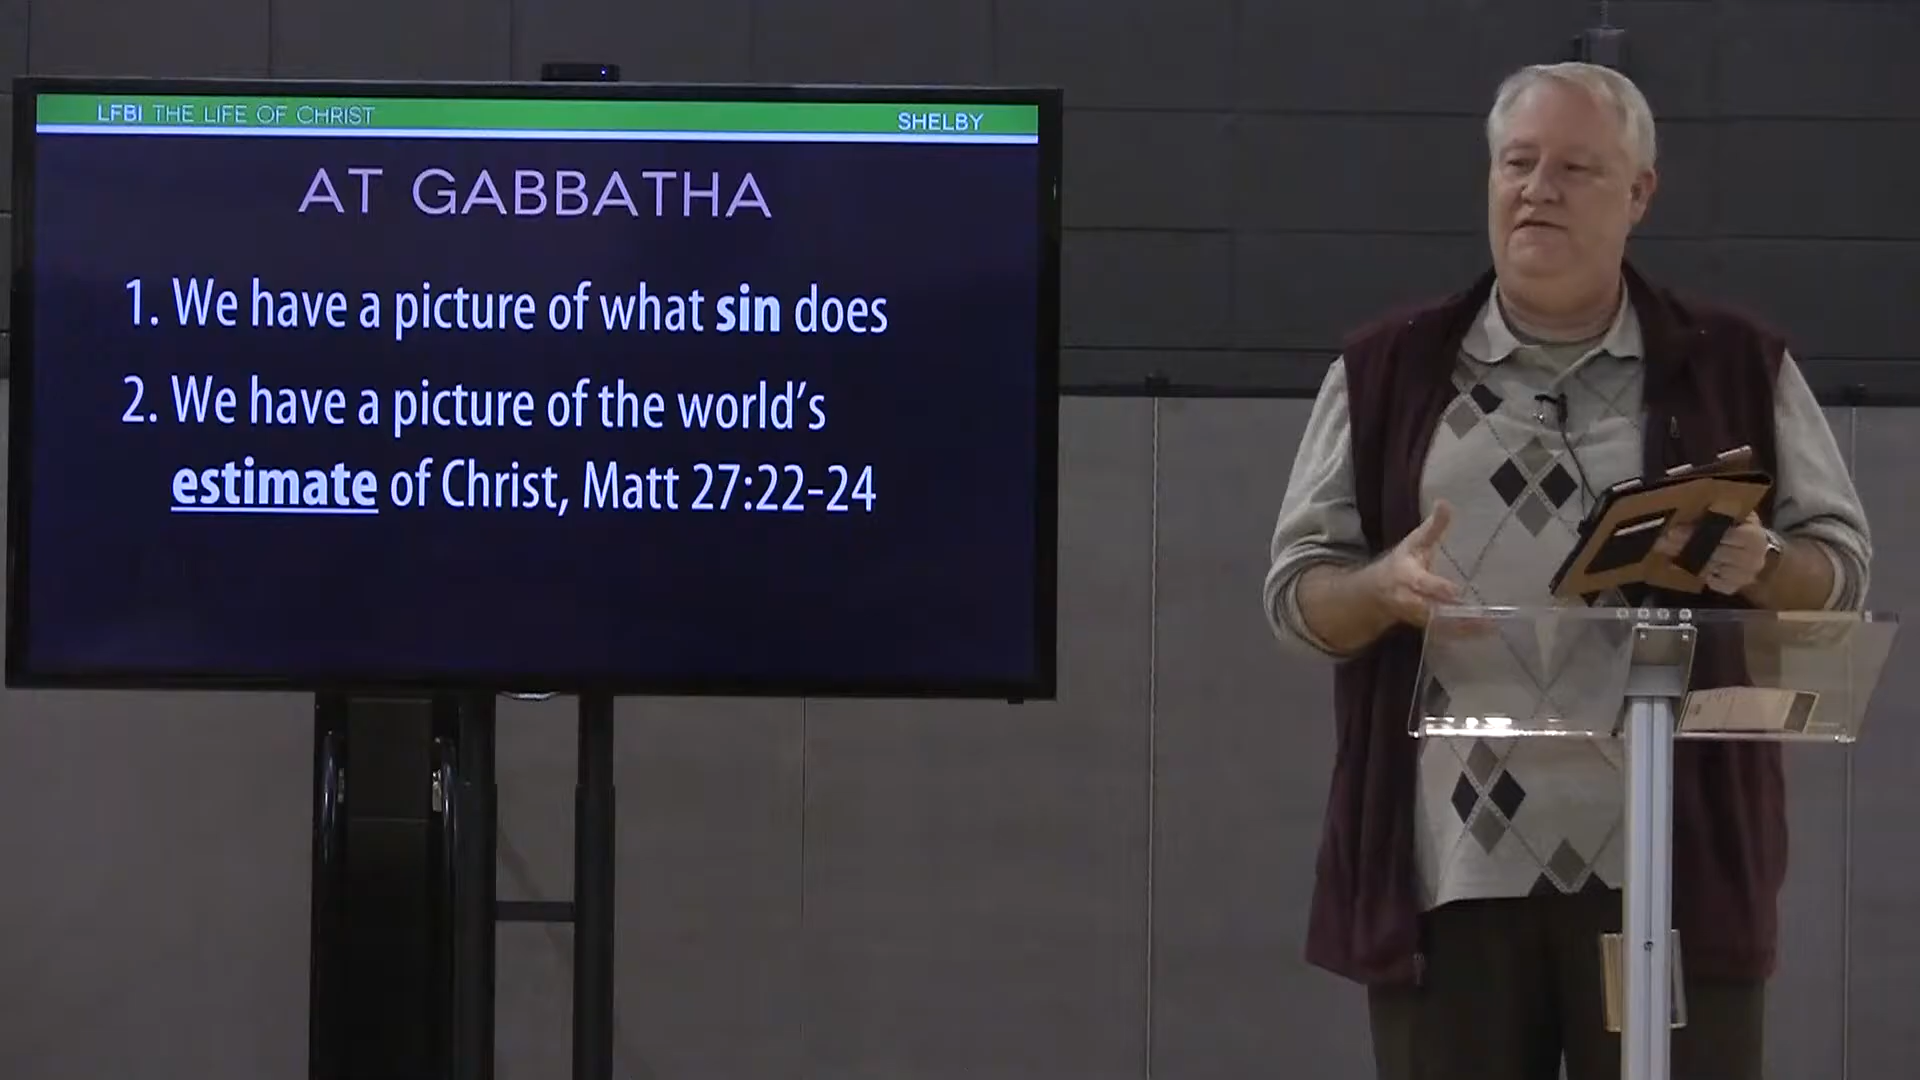 LFBI THE LIFE OF CHRIST
SHELBY
AT GABBATHA
1. We have a picture of what sin does
2. We have a picture of the world's
estimate of Christ, Matt 27:22-24